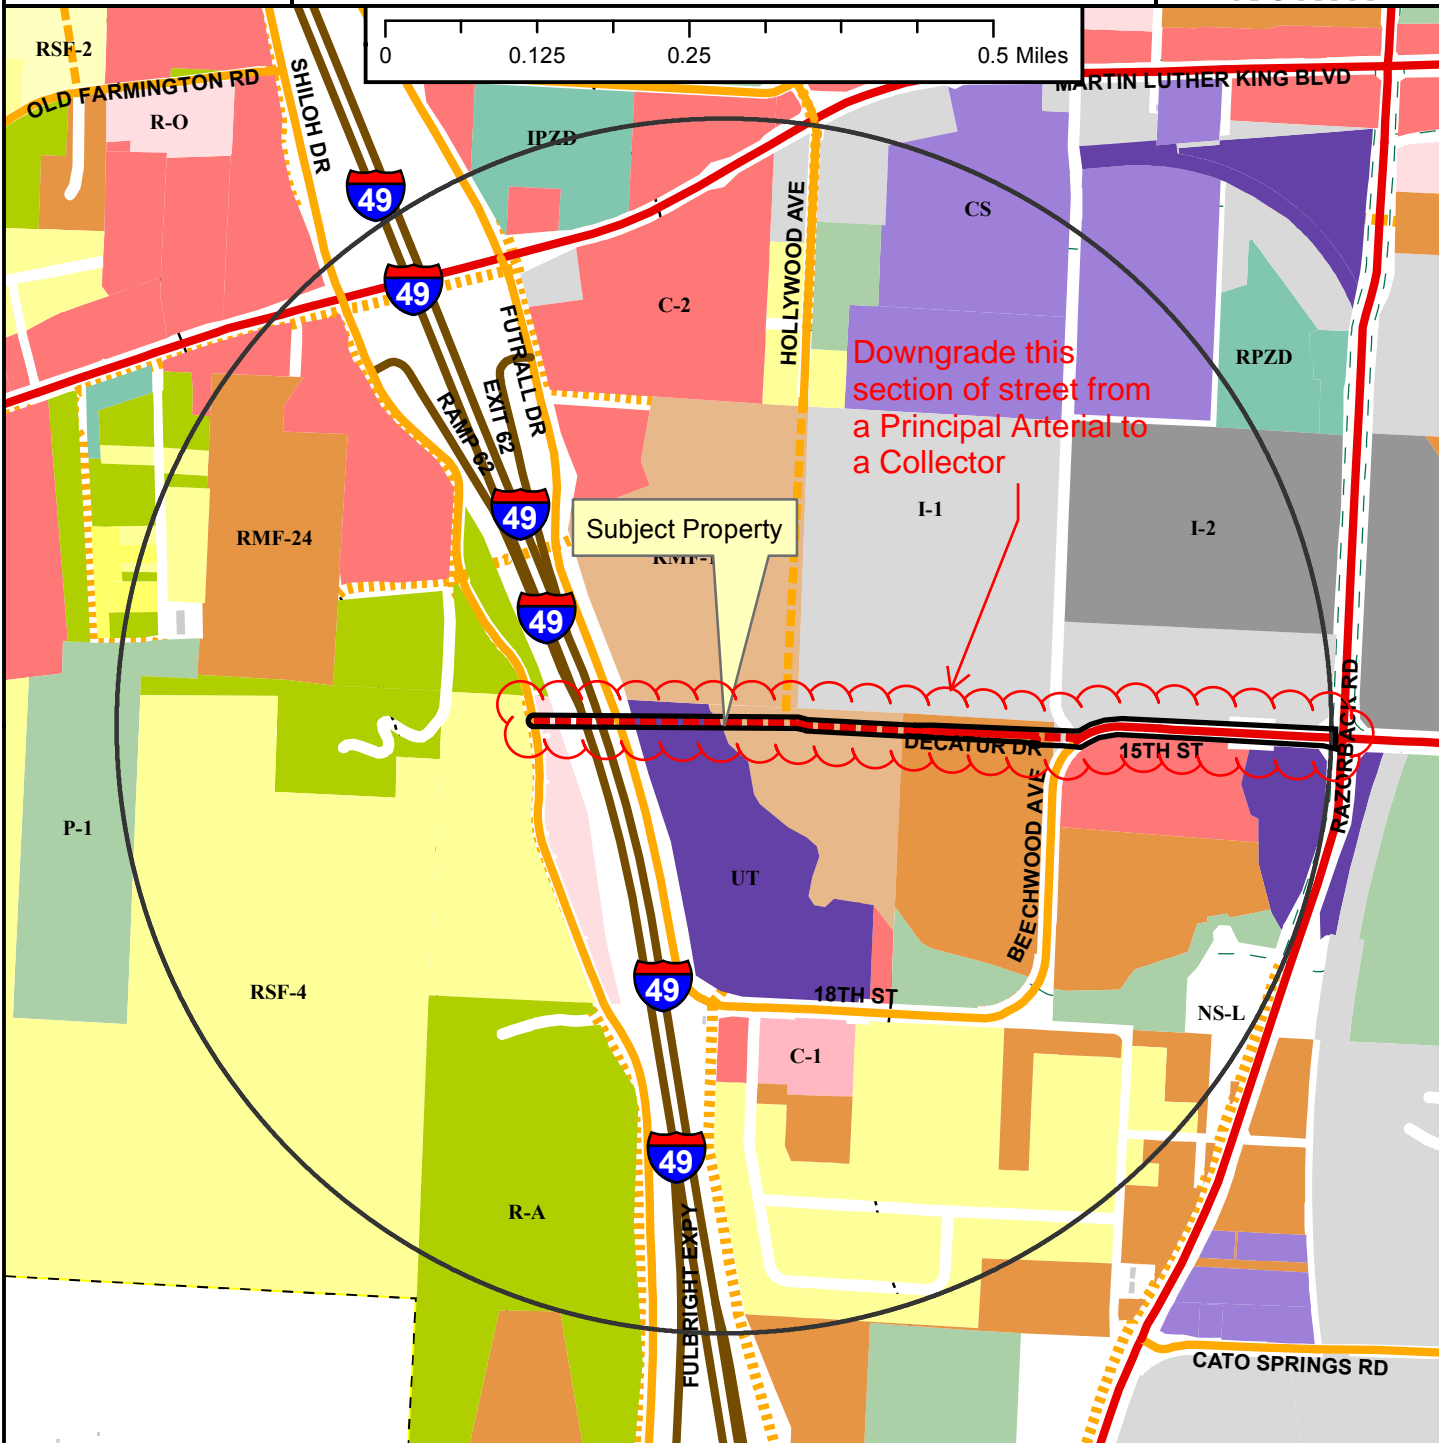 0 0.125 0.25 0.5 Miles
RSF-2
OLD FARMINGTON RD
R-O
SHILOH DR
MARTIN LUTHER KING BLVD
IPZD
49
HOLLYWOOD AVE
CS
49
C-2
FUTRALL DR
RPZD
Downgrade this
section of street from
a Principal Arterial to
a Collector
EXIT 62
RAMP 62
49
I-1
I-2
Subject Property
RMF-24
49
RAZORBACK RD
DECATUR DR
15TH ST
P-1
BEECHWOOD AVE
UT
49
18TH ST
RSF-4
NS-L
C-1
49
R-A
FULBRIGHT EXPY
CATO SPRINGS RD